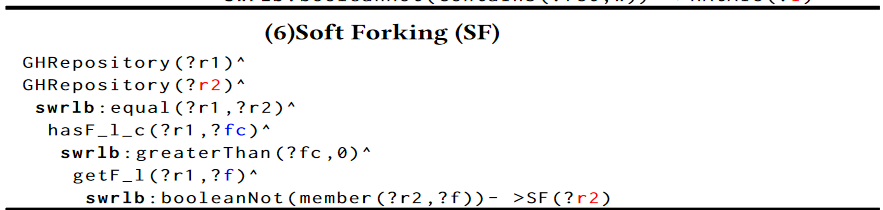 (6)Soft Forking (SF)
GHRepository(?r1)^
GHRepository(?r2)^
swrlb:equal(?r1,?r2)^
hasF_l_c(?r1,?fc)^
swrlb:greaterThan(?fc,0)^
getF_l(?r1,?f)^
swrlb:booleanNot(member(?r2,?f))- >SF(?r2)